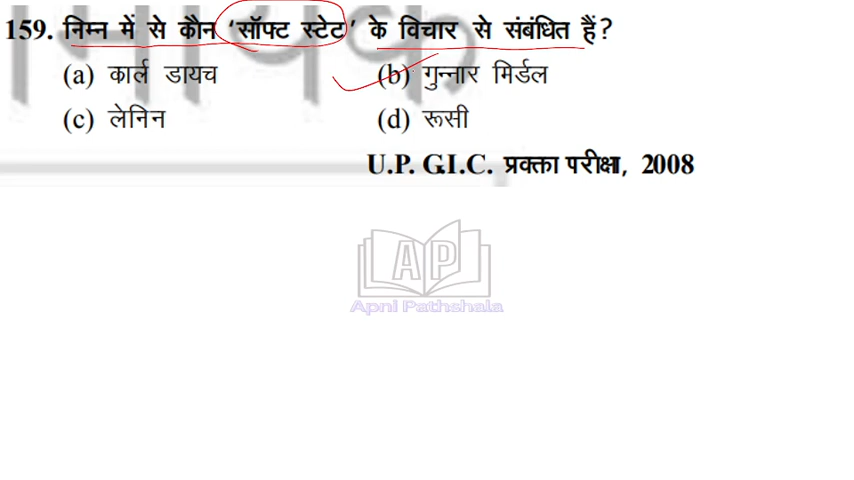 159. निम्न में से कौन ‘सॉफ्ट स्टेट’ के विचार से संबंधित हैं?
(a) कार्ल डायच (b) गुन्नार मिर्डल
(c) लेनिन (d) रूसी
U.P. G.I.C. प्रवक्ता परीक्षा, 2008
AP
Apni Pathshala